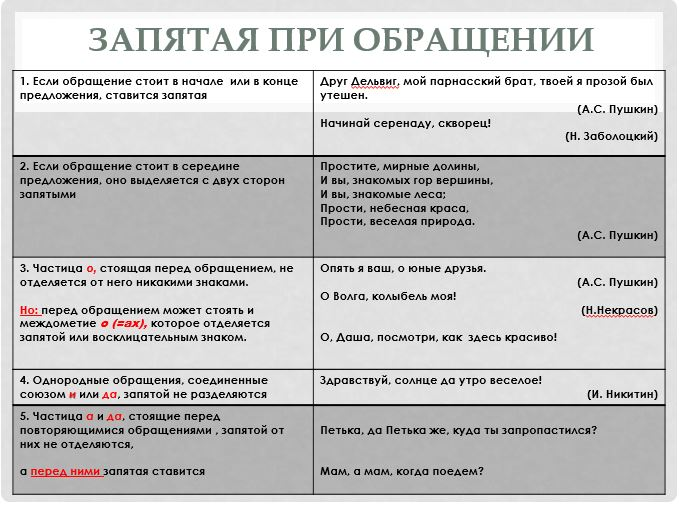 ЗАПЯТАЯ ПРИ ОБРАЩЕНИИ
1. Если обращение стоит в начале или в конце
предложения, ставится запятая
Друг Дельвиг, мой парнасский брат, твоей я прозой был
утешен.
(А.С. Пушкин)
Начинай серенаду, скворец!
(Н. Заболоцкий)
2. Если обращение стоит в середине
предложения, оно выделяется с двух сторон
запятыми
Простите, мирные долины,
И вы, знакомых гор вершины,
И вы, знакомые леса;
Прости, небесная краса,
Прости, веселая природа.
(А.С. Пушкин)
3. Частица о, стоящая перед обращением, не
отделяется от него никакими знаками.
Но: перед обращением может стоять и
междометие о (=ах), которое отделяется
запятой или восклицательным знаком.
Опять я ваш, о юные друзья.
(А.С. Пушкин)
О Волга, колыбель моя!
(Н.Некрасов)
О, Даша, посмотри, как здесь красиво!
4. Однородные обращения, соединенные
союзом и или да, запятой не разделяются
Здравствуй, солнце да утро веселое!
(И. Никитин)
5. Частица а и да, стоящие перед
повторяющимися обращениями , запятой от
них не отделяются,
а перед ними запятая ставится
Петька, да Петька же, куда ты запропастился?
Мам, а мам, когда поедем?